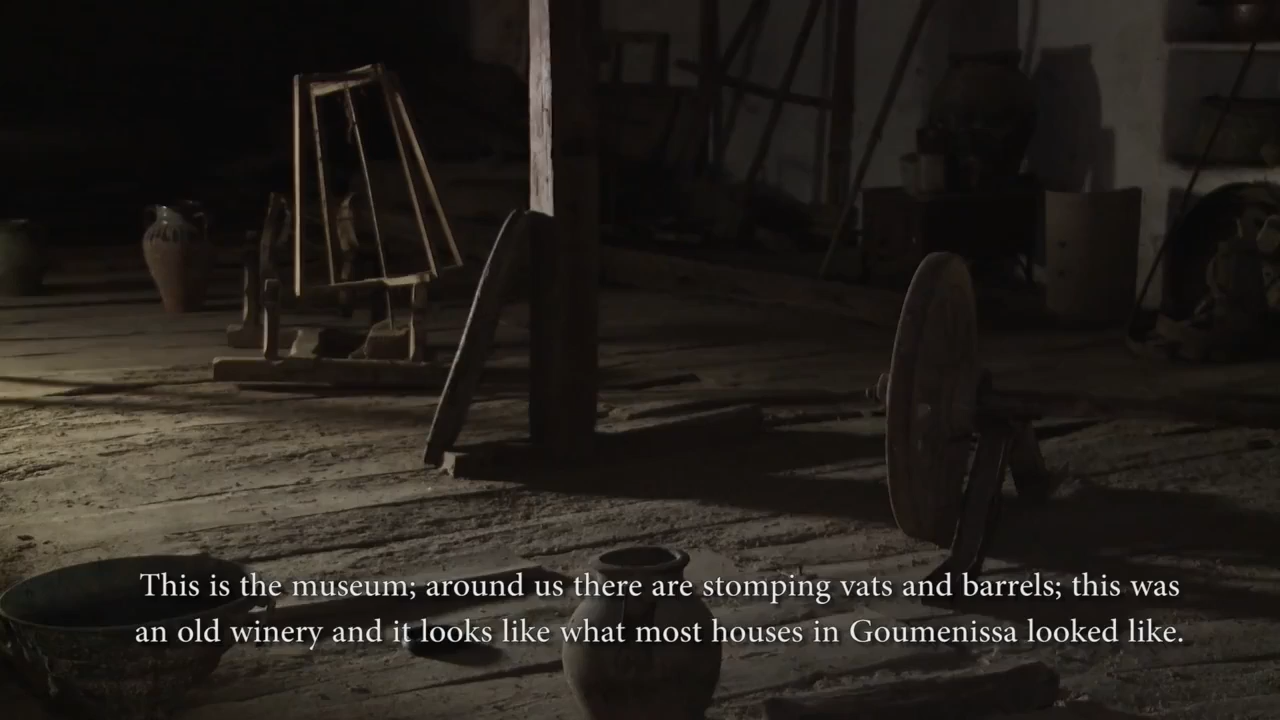 This is the museum; around us there are stomping vats and barrels; this was
an old winery and it looks like what most houses in Goumenissa looked like.